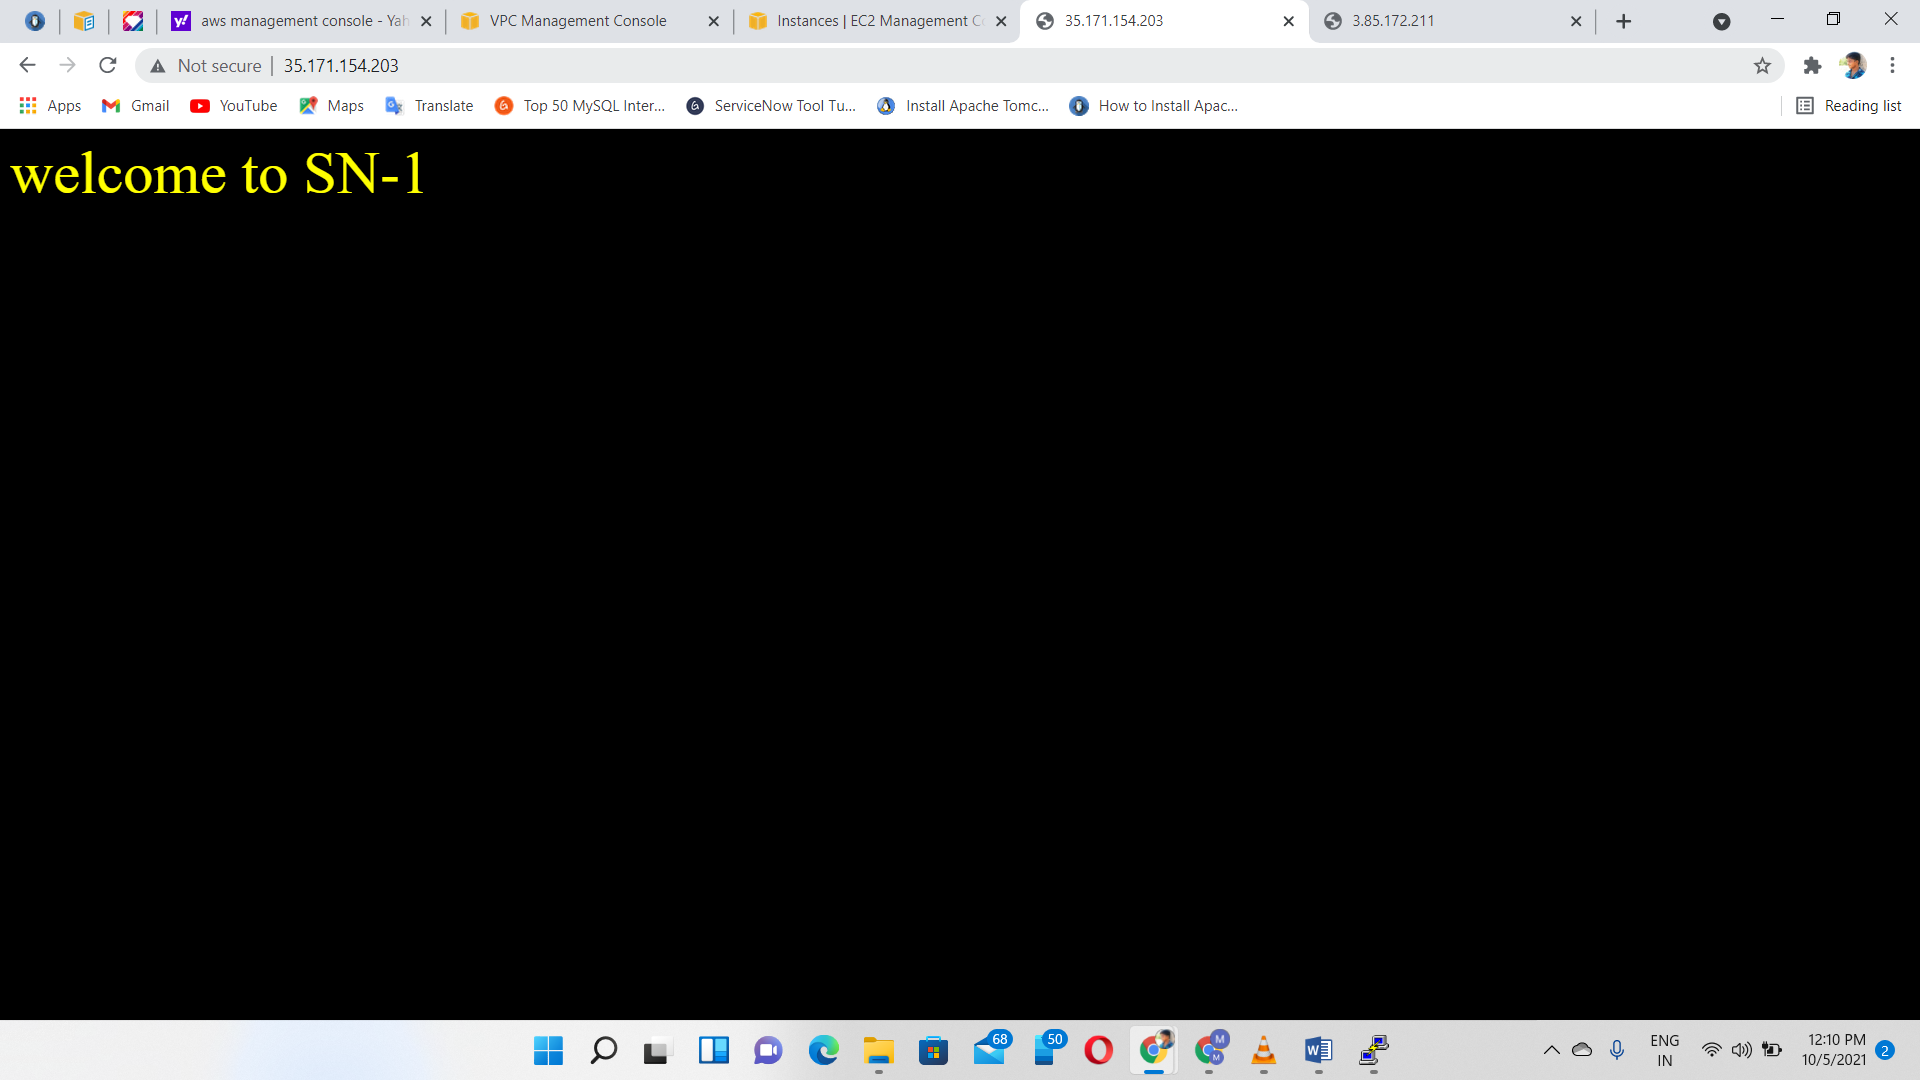 aws management console - Yah
VPC Management Console
Instances | EC2 Management C
35.171.154.203
3.85.172.211
Not secure
35.171.154.203
Apps
Gmail
YouTube
Maps
Translate
Top 50 MySQL Inter...
ServiceNow Tool Tu...
Install Apache Tomc...
How to Install Apac...
Reading list
welcome to SN-1
68
50
M
M
ENG
IN
12:10 PM
10/5/2021
2